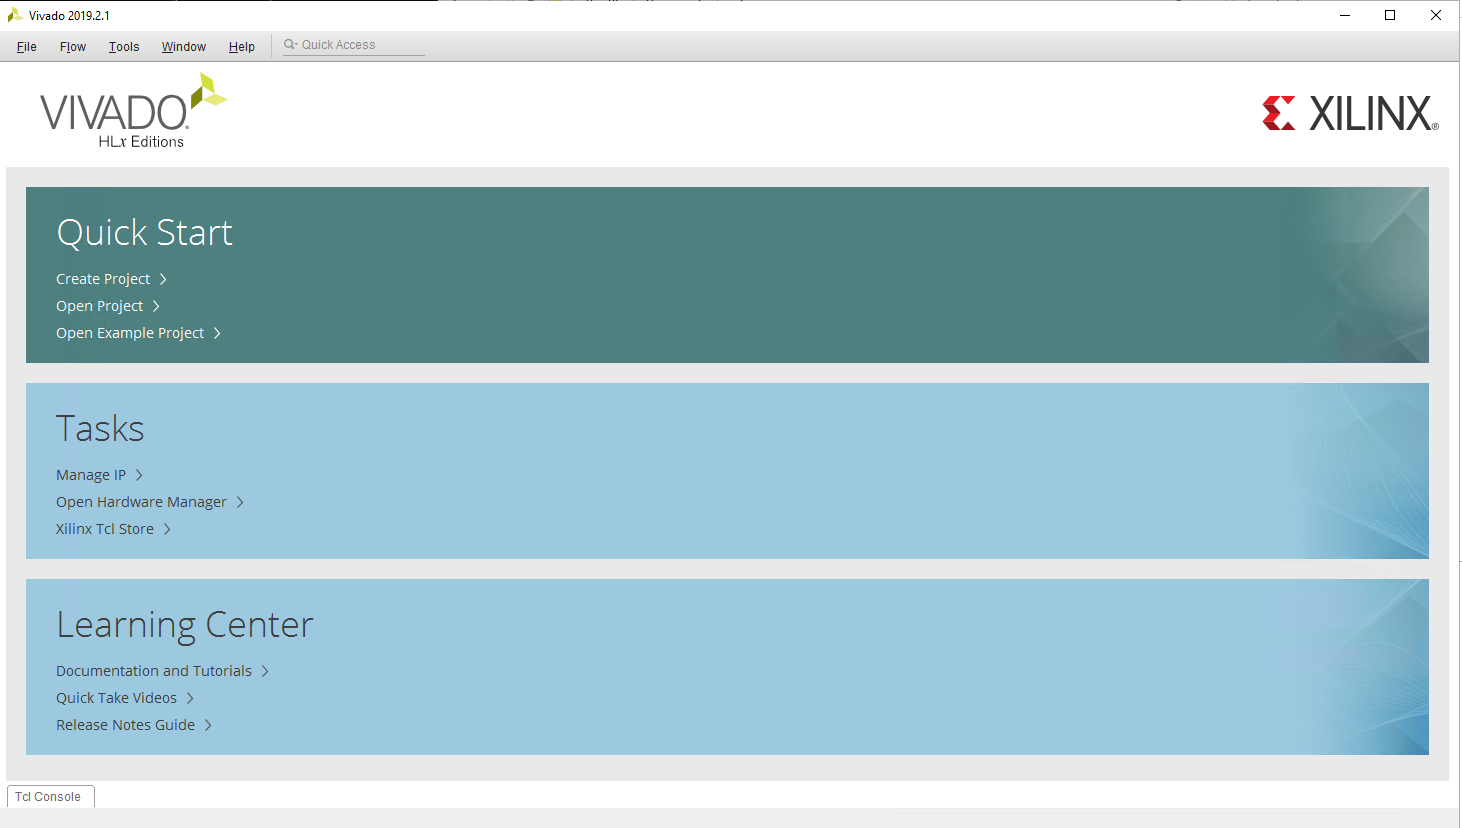 Vivado 2019.2.1
File Flow Tools Window Help Quick Access
VIVADO.
HLx Editions
XILINX®
Quick Start
Create Project
Open Project
Open Example Project
Tasks
Manage IP
Open Hardware Manager
Xilinx Tcl Store
Learning Center
Documentation and Tutorials
Quick Take Videos
Release Notes Guide
Tcl Console